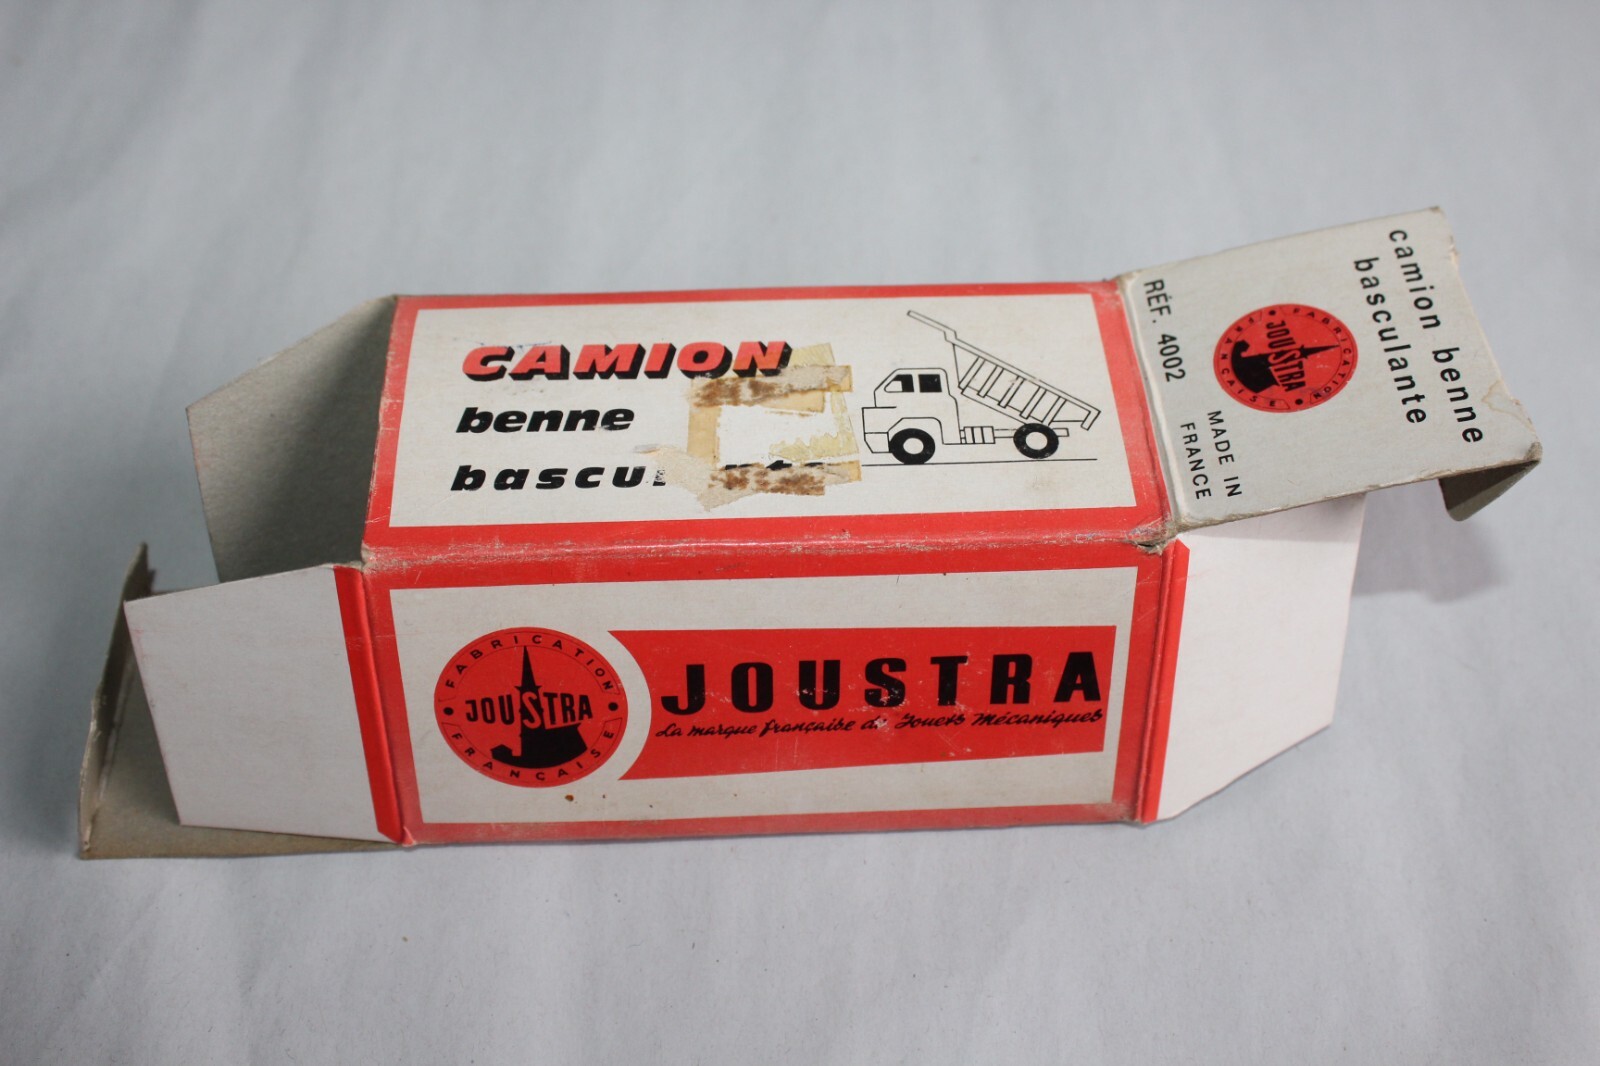 CAMION
benne
FABRICATION
JOUSTRA
FRANÇAISE
JOUSTRA
La marque française de Jouets Mécaniques
camion benne
basculante
FABRICATION
JOUSTRA
FRANÇAISE
RÉF. 4002
MADE IN
FRANCE